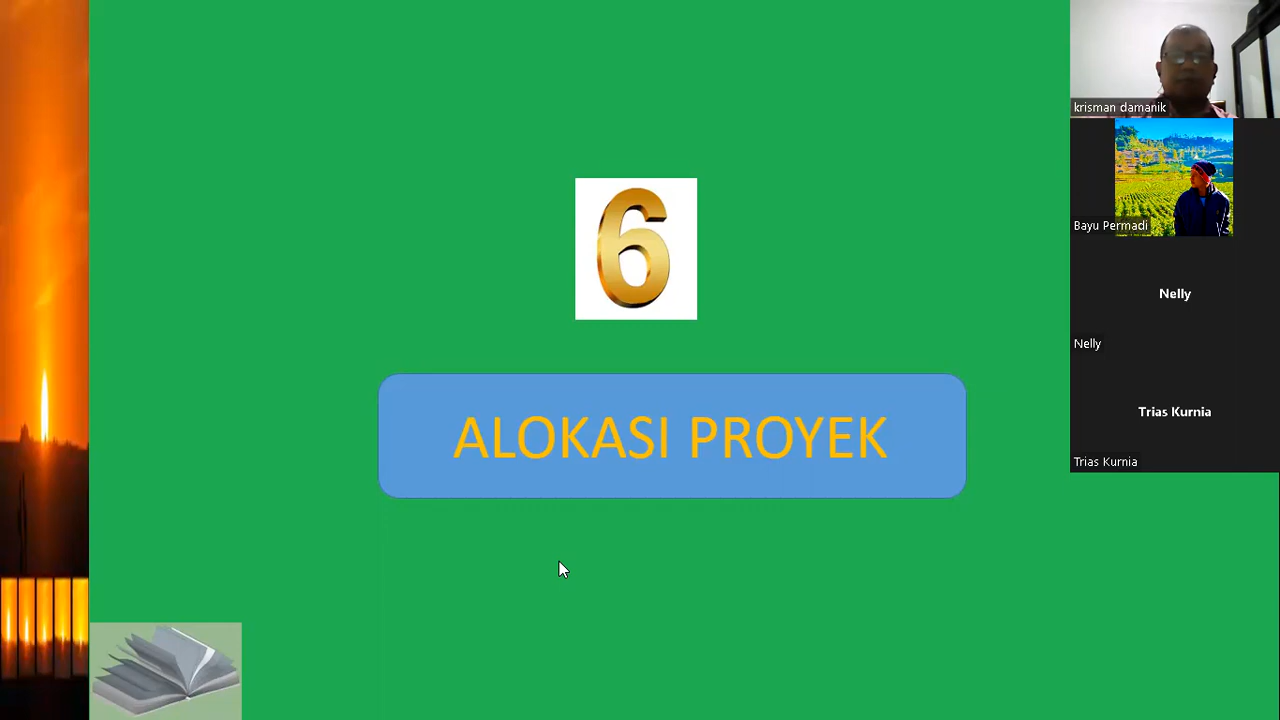 6
ALOKASI PROYEK
krisman damanik
Bayu Permadi
Nelly
Nelly
Trias Kurnia
Trias Kurnia